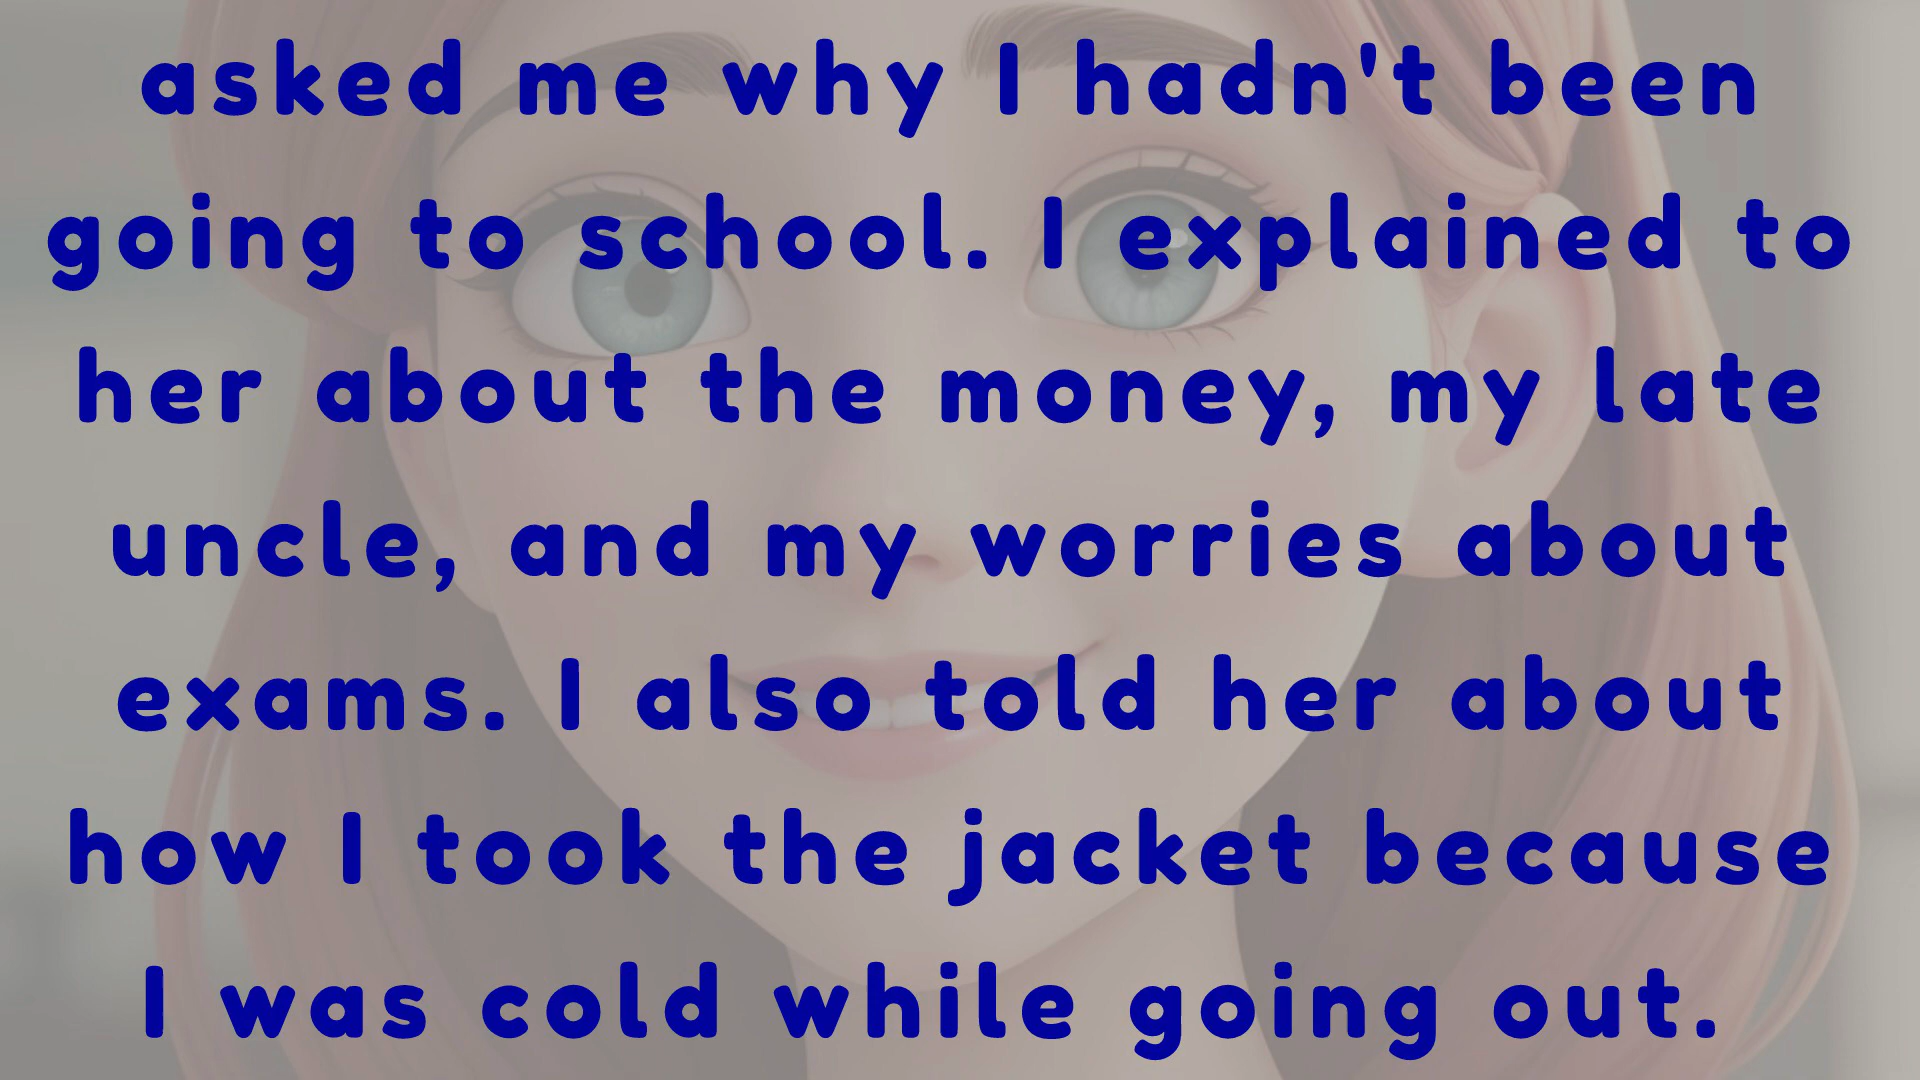 asked me why I hadn't been
going to school. I explained to
her about the money, my late
uncle, and my worries about
exams. I also told her about
how I took the jacket because
I was cold while going out.